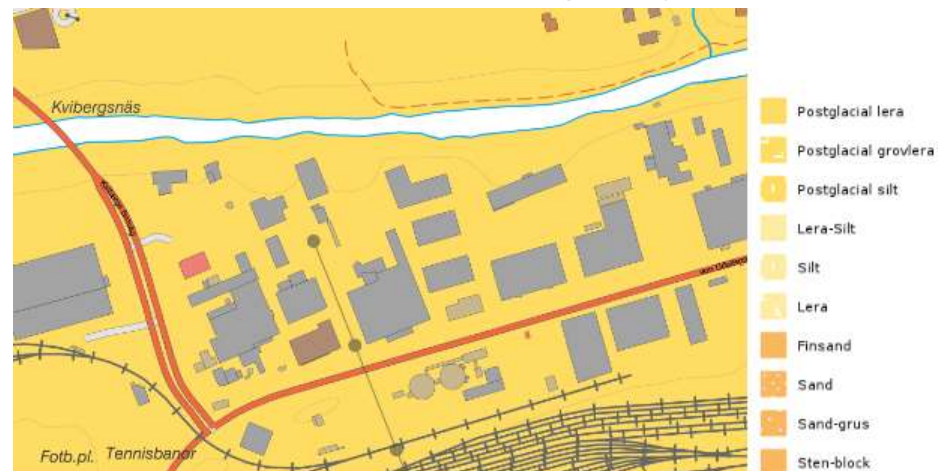 Kvibergsnäs
Fotb.pl.
Tennisbanor
Postglacial lera
Postglacial grovlera
Postglacial silt
Lera-Silt
Silt
Lera
Finsand
Sand
Sand-grus
Sten-block